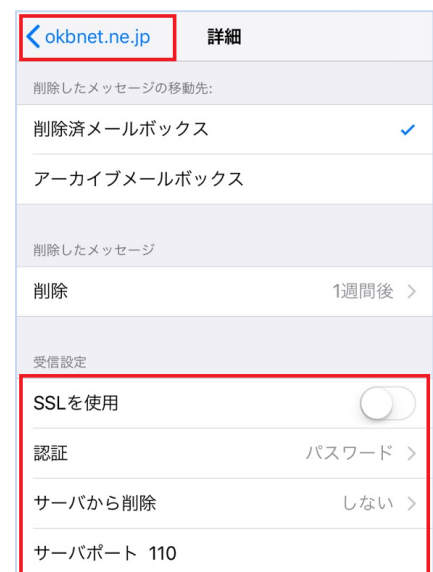 okbnet.ne.jp 詳細
削除したメッセージの移動先:
削除済メールボックス
アーカイブメールボックス
削除したメッセージ
削除 1週間後
受信設定
SSLを使用
認証 パスワード
サーバから削除 しない
サーバポート 110